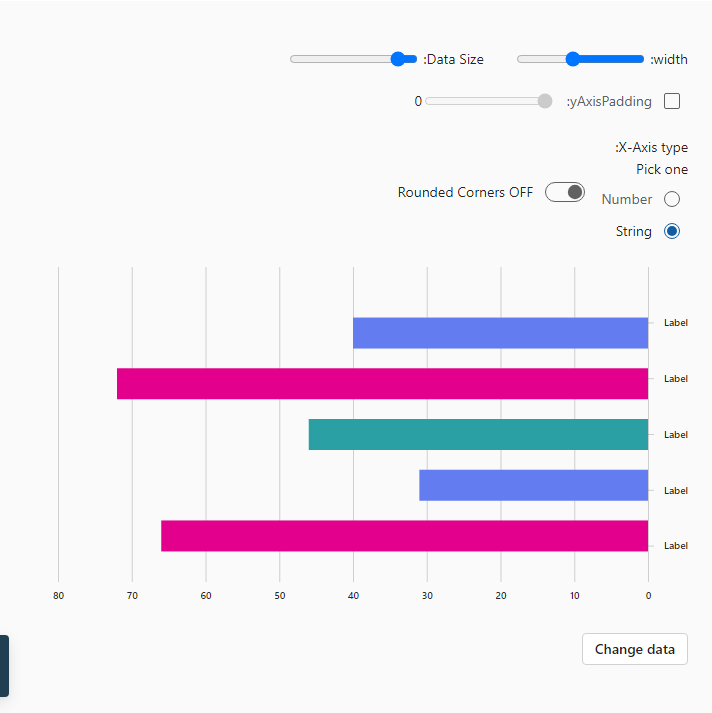 :width
:Data Size
:yAxisPadding
0
:X-Axis type
Pick one
Number
String
Rounded Corners OFF
Label
Label
Label
Label
Label
80 70 60 50 40 30 20 10 0
Change data